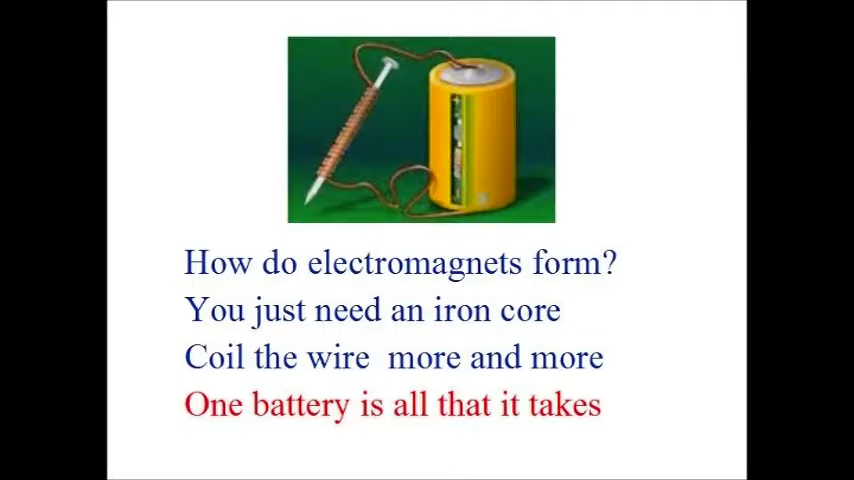 How do electromagnets form?
You just need an iron core
Coil the wire  more and more
One battery is all that it takes